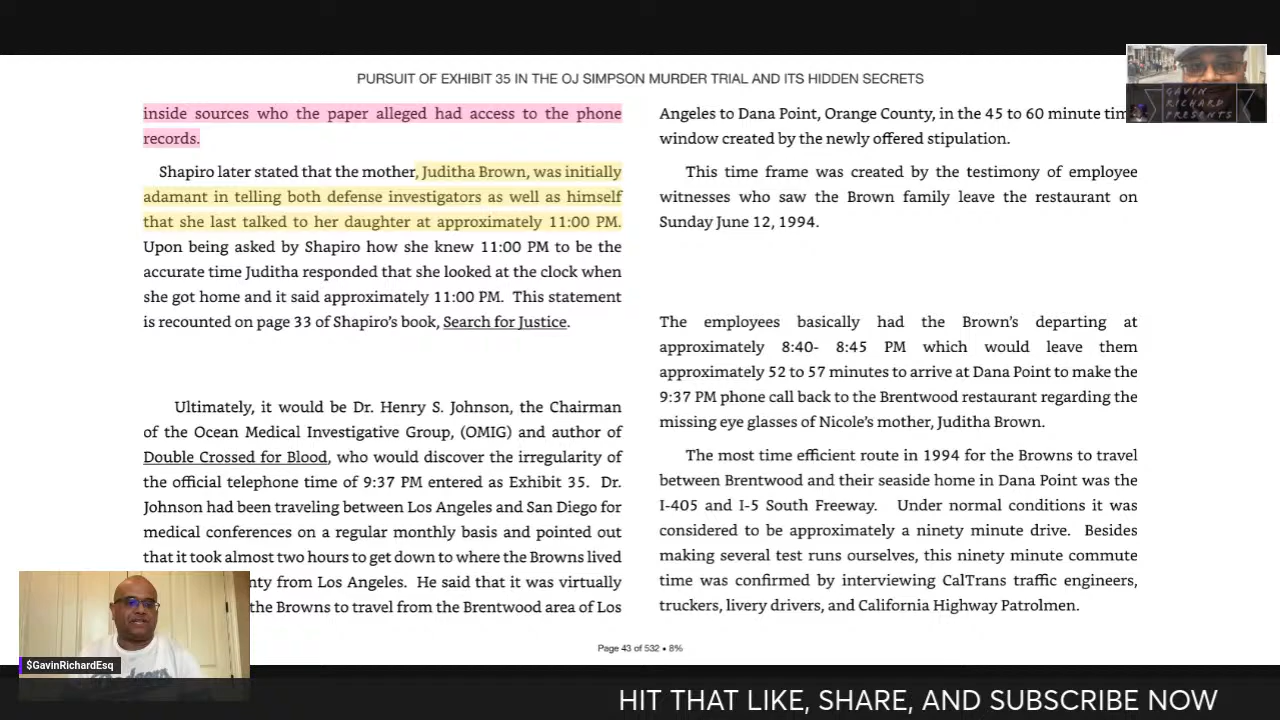 PURSUIT OF EXHIBIT 35 IN THE OJ SIMPSON MURDER TRIAL AND ITS HIDDEN SECRETS
inside sources who the paper alleged had access to the phone
records.
Shapiro later stated that the mother, Juditha Brown, was initially
adamant in telling both defense investigators as well as himself
that she last talked to her daughter at approximately 11:00 PM.
Upon being asked by Shapiro how she knew 11:00 PM to be the
accurate time Juditha responded that she looked at the clock when
she got home and it said approximately 11:00 PM. This statement
is recounted on page 33 of Shapiro's book, Search for Justice.
Ultimately, it would be Dr. Henry S. Johnson, the Chairman
of the Ocean Medical Investigative Group, (OMIG) and author of
Double Crossed for Blood, who would discover the irregularity of
the official telephone time of 9:37 PM entered as Exhibit 35. Dr.
Johnson had been traveling between Los Angeles and San Diego for
medical conferences on a regular monthly basis and pointed out
that it took almost two hours to get down to where the Browns lived
from Los Angeles. He said that it was virtually
the Browns to travel from the Brentwood area of Los
Angeles to Dana Point, Orange County, in the 45 to 60 minute
window created by the newly offered stipulation.
This time frame was created by the testimony of employee
witnesses who saw the Brown family leave the restaurant on
Sunday June 12, 1994.
The employees basically had the Brown's departing at
approximately 8:40- 8:45 PM which would leave them
approximately 52 to 57 minutes to arrive at Dana Point to make the
9:37 PM phone call back to the Brentwood restaurant regarding the
missing eye glasses of Nicole's mother, Juditha Brown.
The most time efficient route in 1994 for the Browns to travel
between Brentwood and their seaside home in Dana Point was the
I-405 and I-5 South Freeway. Under normal conditions it was
considered to be approximately a ninety minute drive. Besides
making several test runs ourselves, this ninety minute commute
time was confirmed by interviewing CalTrans traffic engineers,
truckers, livery drivers, and California Highway Patrolmen.
Page 43 of 532 • 8%
GAVIN
RICHARD
PRESENTS
$GavinRichardEsq
HIT THAT LIKE, SHARE, AND SUBSCRIBE NOW